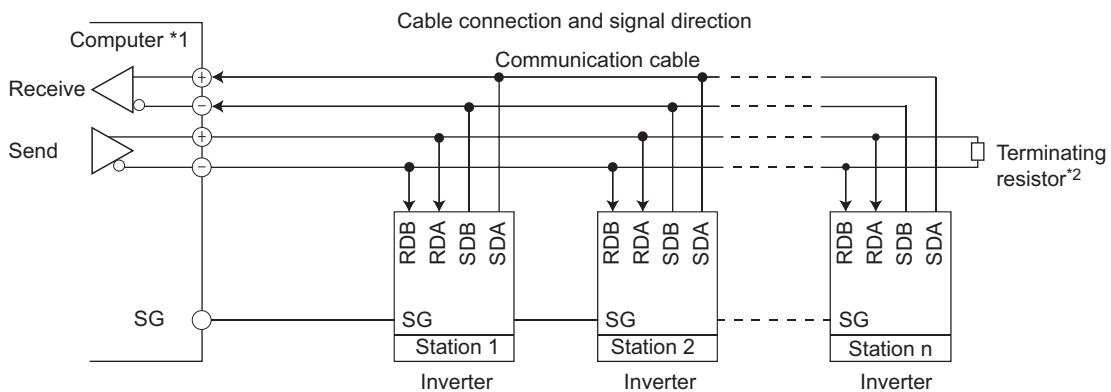 Cable connection and signal direction
Computer *1
Communication cable
Receive
+
−
+
Send
−
Terminating
resistor*2
RDB RDA SDB SDA
RDB RDA SDB SDA
RDB RDA SDB SDA
SG
SG
SG
SG
Station 1
Station 2
Station n
Inverter
Inverter
Inverter